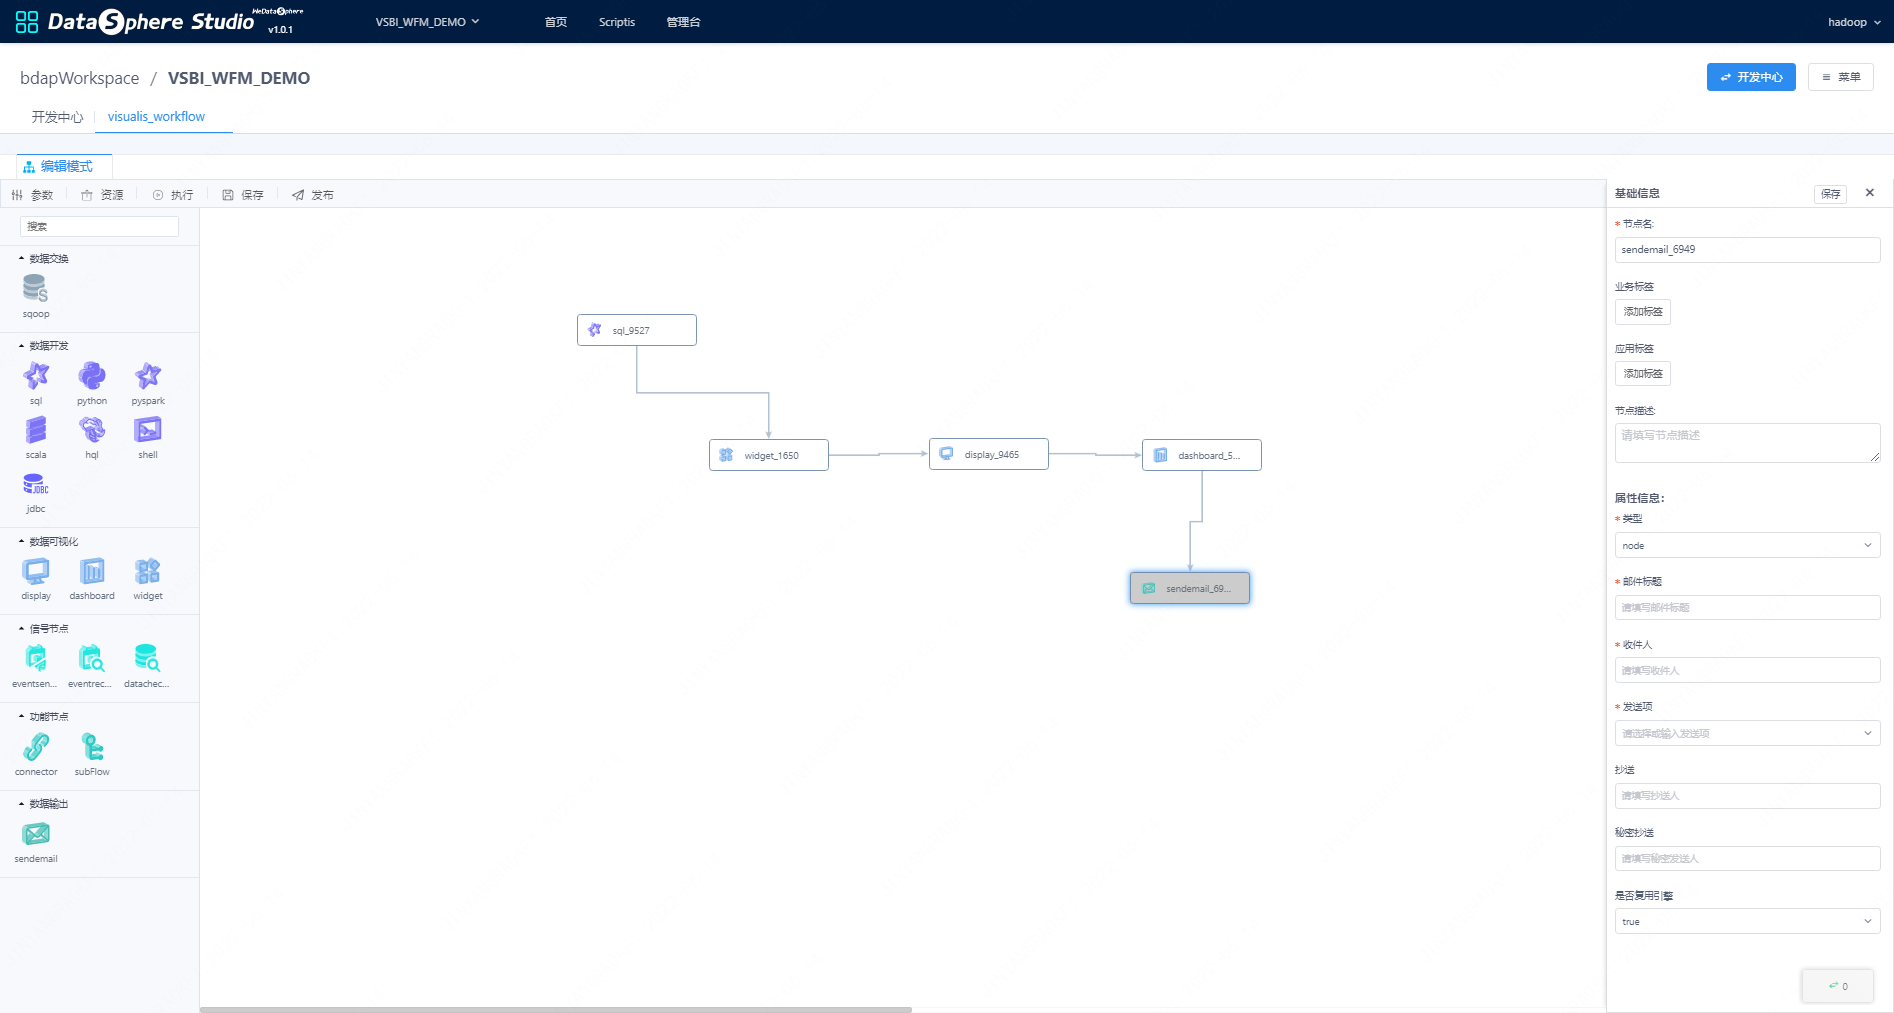 DataSphere Studio
WeDataSphere
v1.0.1
VSBI_WFM_DEMO
首页
Scriptis
管理台
hadoop
bdapWorkspace / VSBI_WFM_DEMO
开发中心
菜单
开发中心
visualis_workflow
编辑模式
参数
资源
执行
保存
发布
搜索
数据交换
sqoop
数据开发
sql
python
pyspark
scala
hql
shell
JDBC
jdbc
数据可视化
display
dashboard
widget
信号节点
eventsen...
eventrec...
datachec...
功能节点
connector
subFlow
数据输出
sendemail
sql_9527
widget_1650
display_9465
dashboard_5...
sendemail_69...
基础信息
保存
* 节点名:
sendemail_6949
业务标签
添加标签
应用标签
添加标签
节点描述:
请填写节点描述
属性信息：
* 类型
node
* 邮件标题
请填写邮件标题
* 收件人
请填写收件人
* 发送项
请选择或输入发送项
抄送
请填写抄送人
秘密抄送
请填写秘密发送人
是否复用引擎
true
0